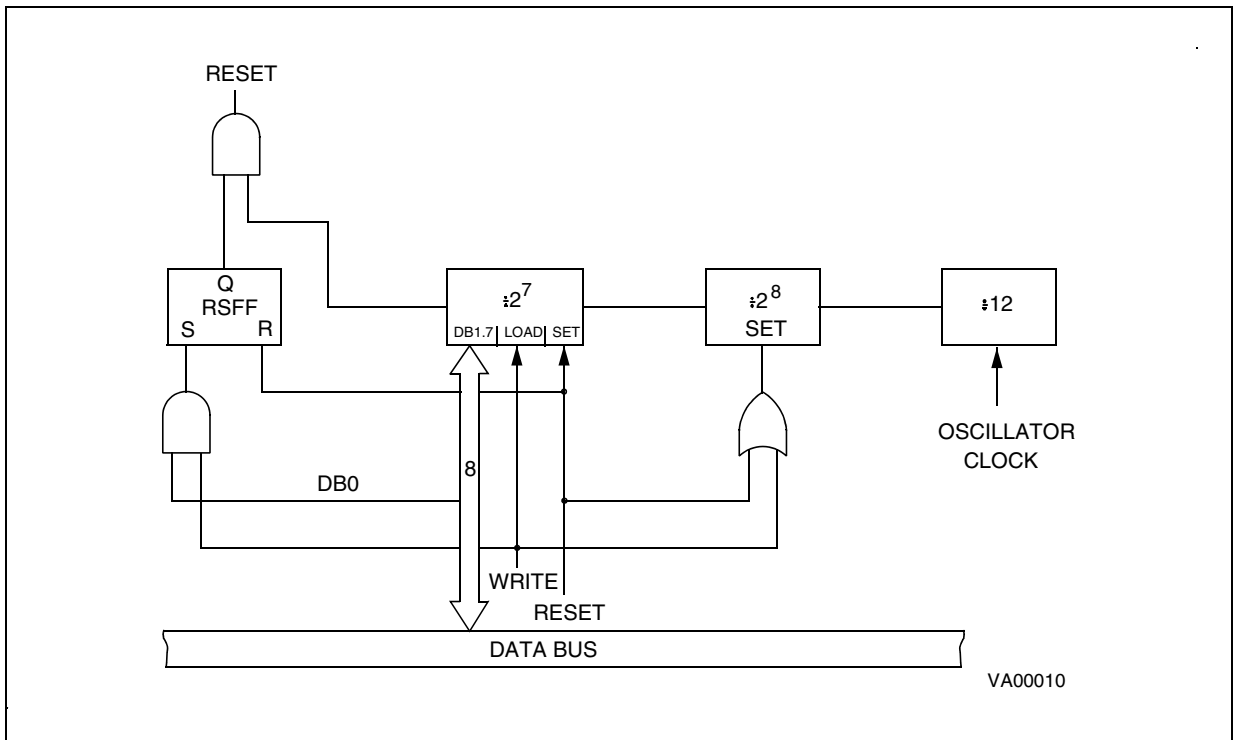 RESET
Q
RSFF
S R
÷2⁷
DB1.7 LOAD SET
÷2⁸
SET
÷12
OSCILLATOR
CLOCK
8
DB0
WRITE
RESET
DATA BUS
VA00010